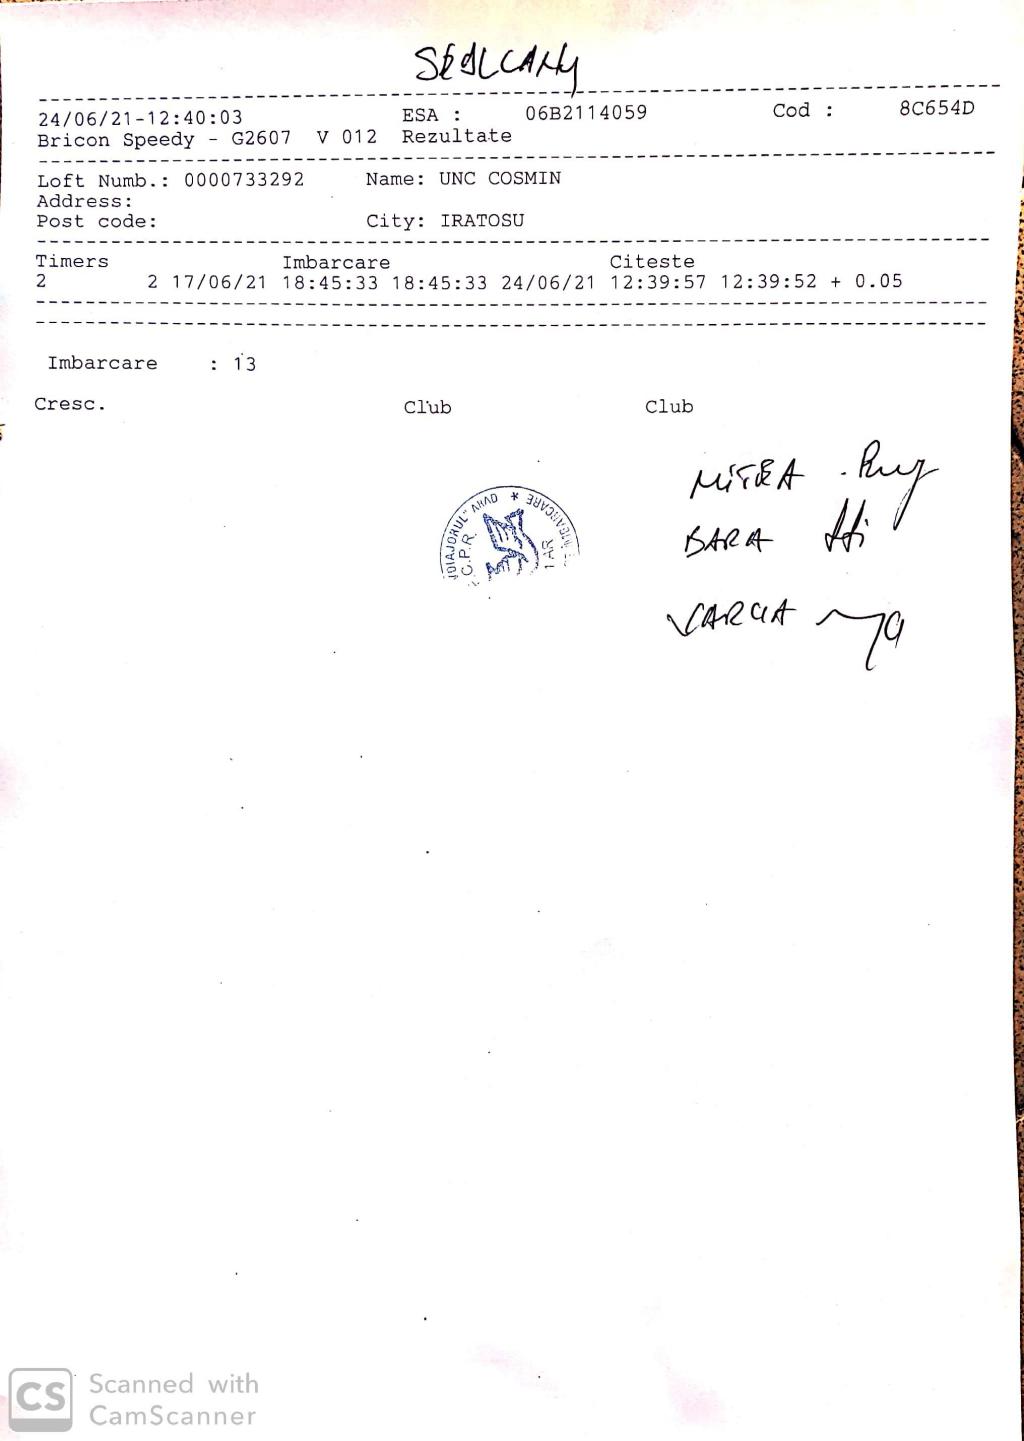 24/06/21-12:40:03 ESA : 06B2114059 Cod : 8C654D
Bricon Speedy - G2607 V 012 Rezultate
Loft Numb.: 0000733292 Name: UNC COSMIN
Address:
Post code: City: IRATOSU
Timers Imbarcare Citeste
2 2 17/06/21 18:45:33 18:45:33 24/06/21 12:39:57 12:39:52 + 0.05
Imbarcare : 13
Cresc. Club Club
MITREA
BARA
VARGA
ARAD * IMBARCARE
C.P.R.
CS Scanned with
CamScanner